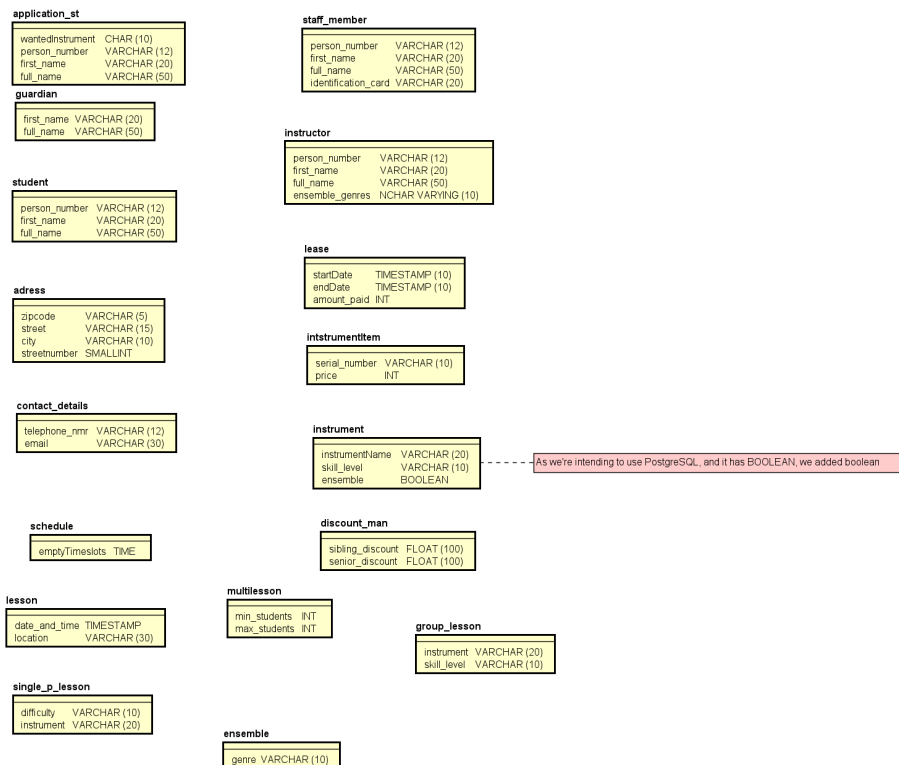 application_st
wantedInstrument CHAR (10)
person_number VARCHAR (12)
first_name VARCHAR (20)
full_name VARCHAR (50)
guardian
first_name VARCHAR (20)
full_name VARCHAR (50)
student
person_number VARCHAR (12)
first_name VARCHAR (20)
full_name VARCHAR (50)
adress
zipcode VARCHAR (5)
street VARCHAR (15)
city VARCHAR (10)
streetnumber SMALLINT
contact_details
telephone_nmr VARCHAR (12)
email VARCHAR (30)
schedule
emptyTimeslots TIME
lesson
date_and_time TIMESTAMP
location VARCHAR (30)
single_p_lesson
difficulty VARCHAR (10)
instrument VARCHAR (20)
staff_member
person_number VARCHAR (12)
first_name VARCHAR (20)
full_name VARCHAR (50)
identification_card VARCHAR (20)
instructor
person_number VARCHAR (12)
first_name VARCHAR (20)
full_name VARCHAR (50)
ensemble_genres NCHAR VARYING (10)
lease
startDate TIMESTAMP (10)
endDate TIMESTAMP (10)
amount_paid INT
intstrumentItem
serial_number VARCHAR (10)
price INT
instrument
instrumentName VARCHAR (20)
skill_level VARCHAR (10)
ensemble BOOLEAN
As we're intending to use PostgreSQL, and it has BOOLEAN, we added boolean
discount_man
sibling_discount FLOAT (100)
senior_discount FLOAT (100)
multilesson
min_students INT
max_students INT
group_lesson
instrument VARCHAR (20)
skill_level VARCHAR (10)
ensemble
genre VARCHAR (10)